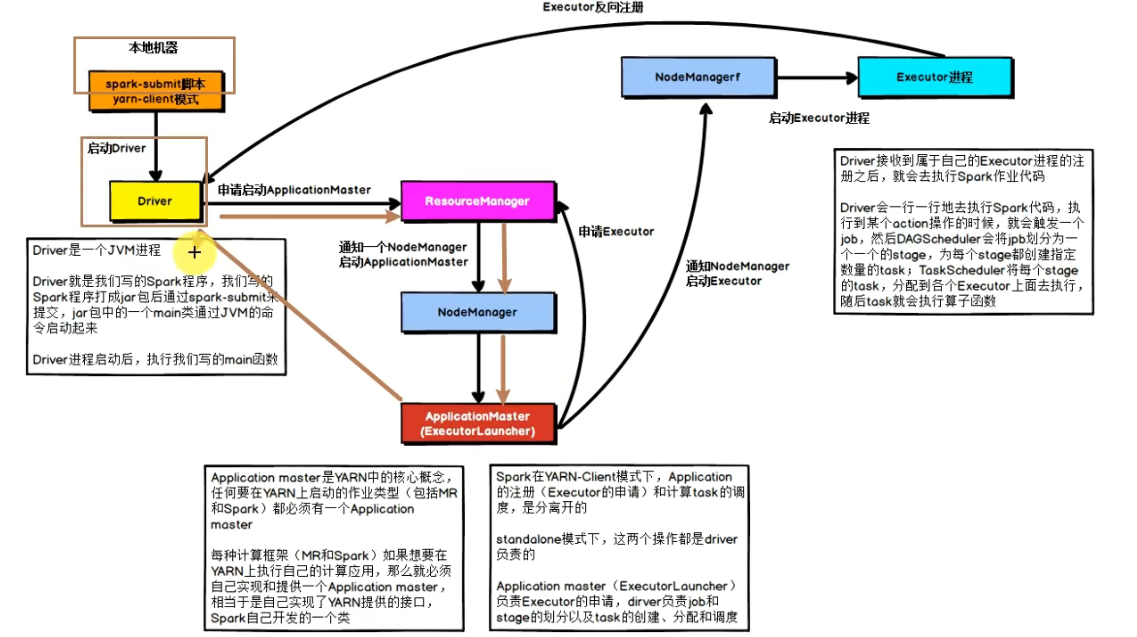 Executor反向注册
本地机器
spark-submit脚本
yarn-client模式
NodeManagerf
Executor进程
启动Executor进程
启动Driver
Driver
申请启动ApplicationMaster
ResourceManager
申请Executor
通知一个NodeManager
启动ApplicationMaster
通知NodeManager
启动Executor
NodeManager
ApplicationMaster
(ExecutorLauncher)
Driver是一个JVM进程
Driver就是我们写的Spark程序，我们写的
Spark程序打成jar包后通过spark-submit来
提交，jar包中的一个main类通过JVM的命
令启动起来
Driver进程启动后，执行我们写的main函数
Driver接收到属于自己的Executor进程的注
册之后，就会去执行Spark作业代码
Driver会一行一行地去执行Spark代码，执
行到某个action操作的时候，就会触发一个
job，然后DAGScheduler会将jpb划分为一
个一个的stage，为每个stage都创建指定
数量的task；TaskScheduler将每个stage
的task，分配到各个Executor上面去执行，
随后task就会执行算子函数
Application master是YARN中的核心概念，
任何要在YARN上启动的作业类型（包括MR
和Spark）都必须有一个Application
master
每种计算框架（MR和Spark）如果想要在
YARN上执行自己的计算应用，那么就必须
自己实现和提供一个Application master，
相当于是自己实现了YARN提供的接口，
Spark自己开发的一个类
Spark在YARN-Client模式下，Application
的注册（Executor的申请）和计算task的调
度，是分离开的
standalone模式下，这两个操作都是driver
负责的
Application master（ExecutorLauncher）
负责Executor的申请，dirver负责job和
stage的划分以及task的创建、分配和调度